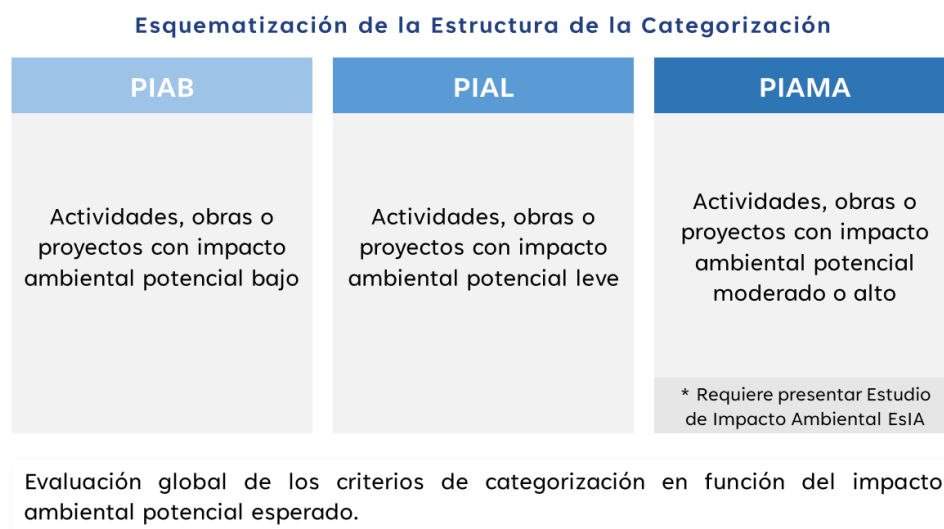 Esquematización de la Estructura de la Categorización
PIAB
Actividades, obras o
proyectos con impacto
ambiental potencial bajo
PIAL
Actividades, obras o
proyectos con impacto
ambiental potencial leve
PIAMA
Actividades, obras o
proyectos con impacto
ambiental potencial
moderado o alto
* Requiere presentar Estudio
de Impacto Ambiental EsIA
Evaluación global de los criterios de categorización en función del impacto
ambiental potencial esperado.